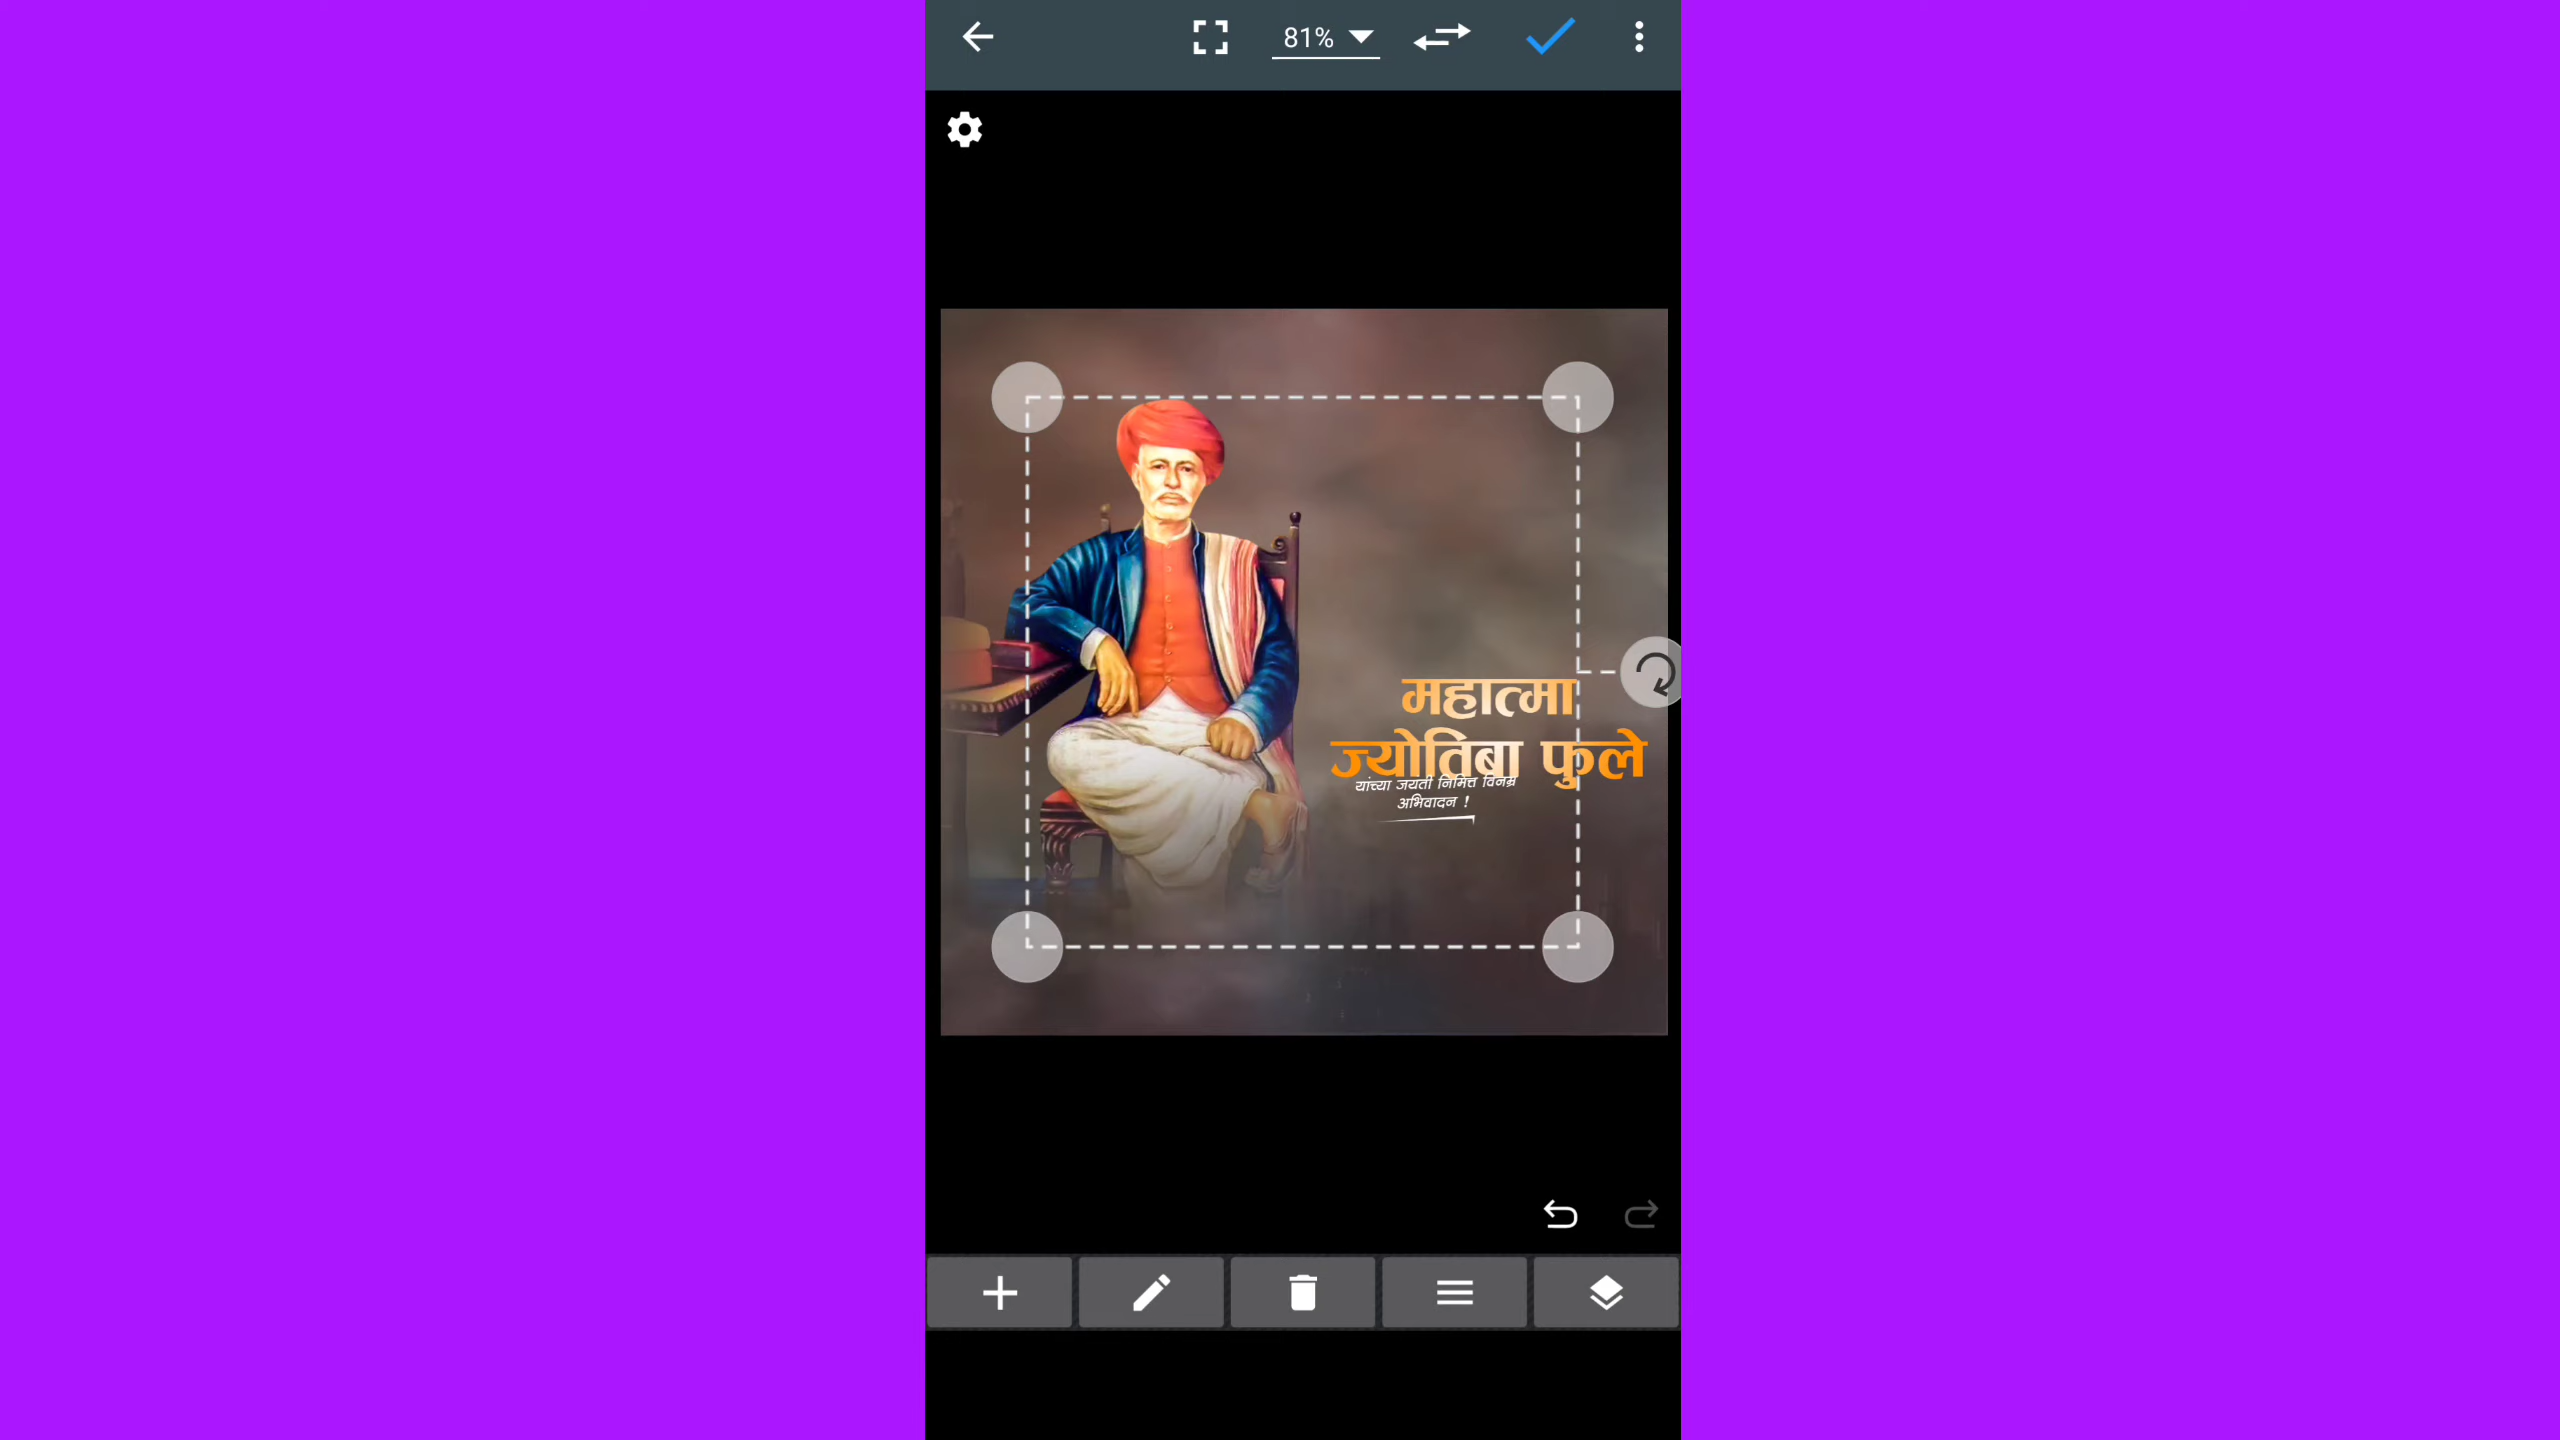 81%
महात्मा
ज्योतिबा फुले
यांच्या जयंती निमित्त विनम्र
अभिवादन !